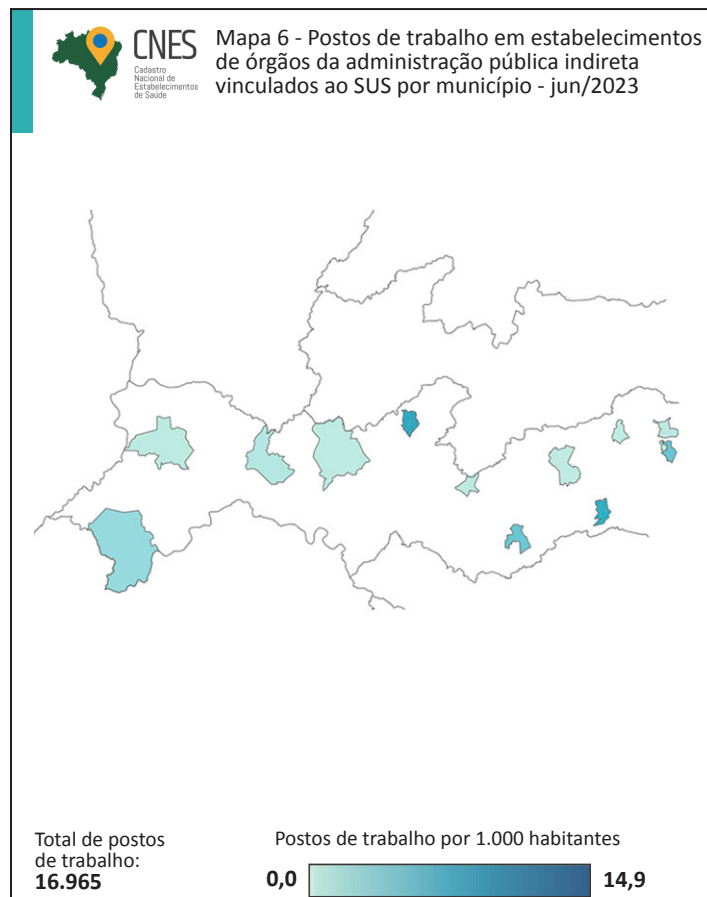 CNES
Cadastro
Nacional de
Estabelecimentos
de Saúde
Mapa 6 - Postos de trabalho em estabelecimentos
de órgãos da administração pública indireta
vinculados ao SUS por município - jun/2023
Total de postos
de trabalho:
16.965
Postos de trabalho por 1.000 habitantes
0,0
14,9